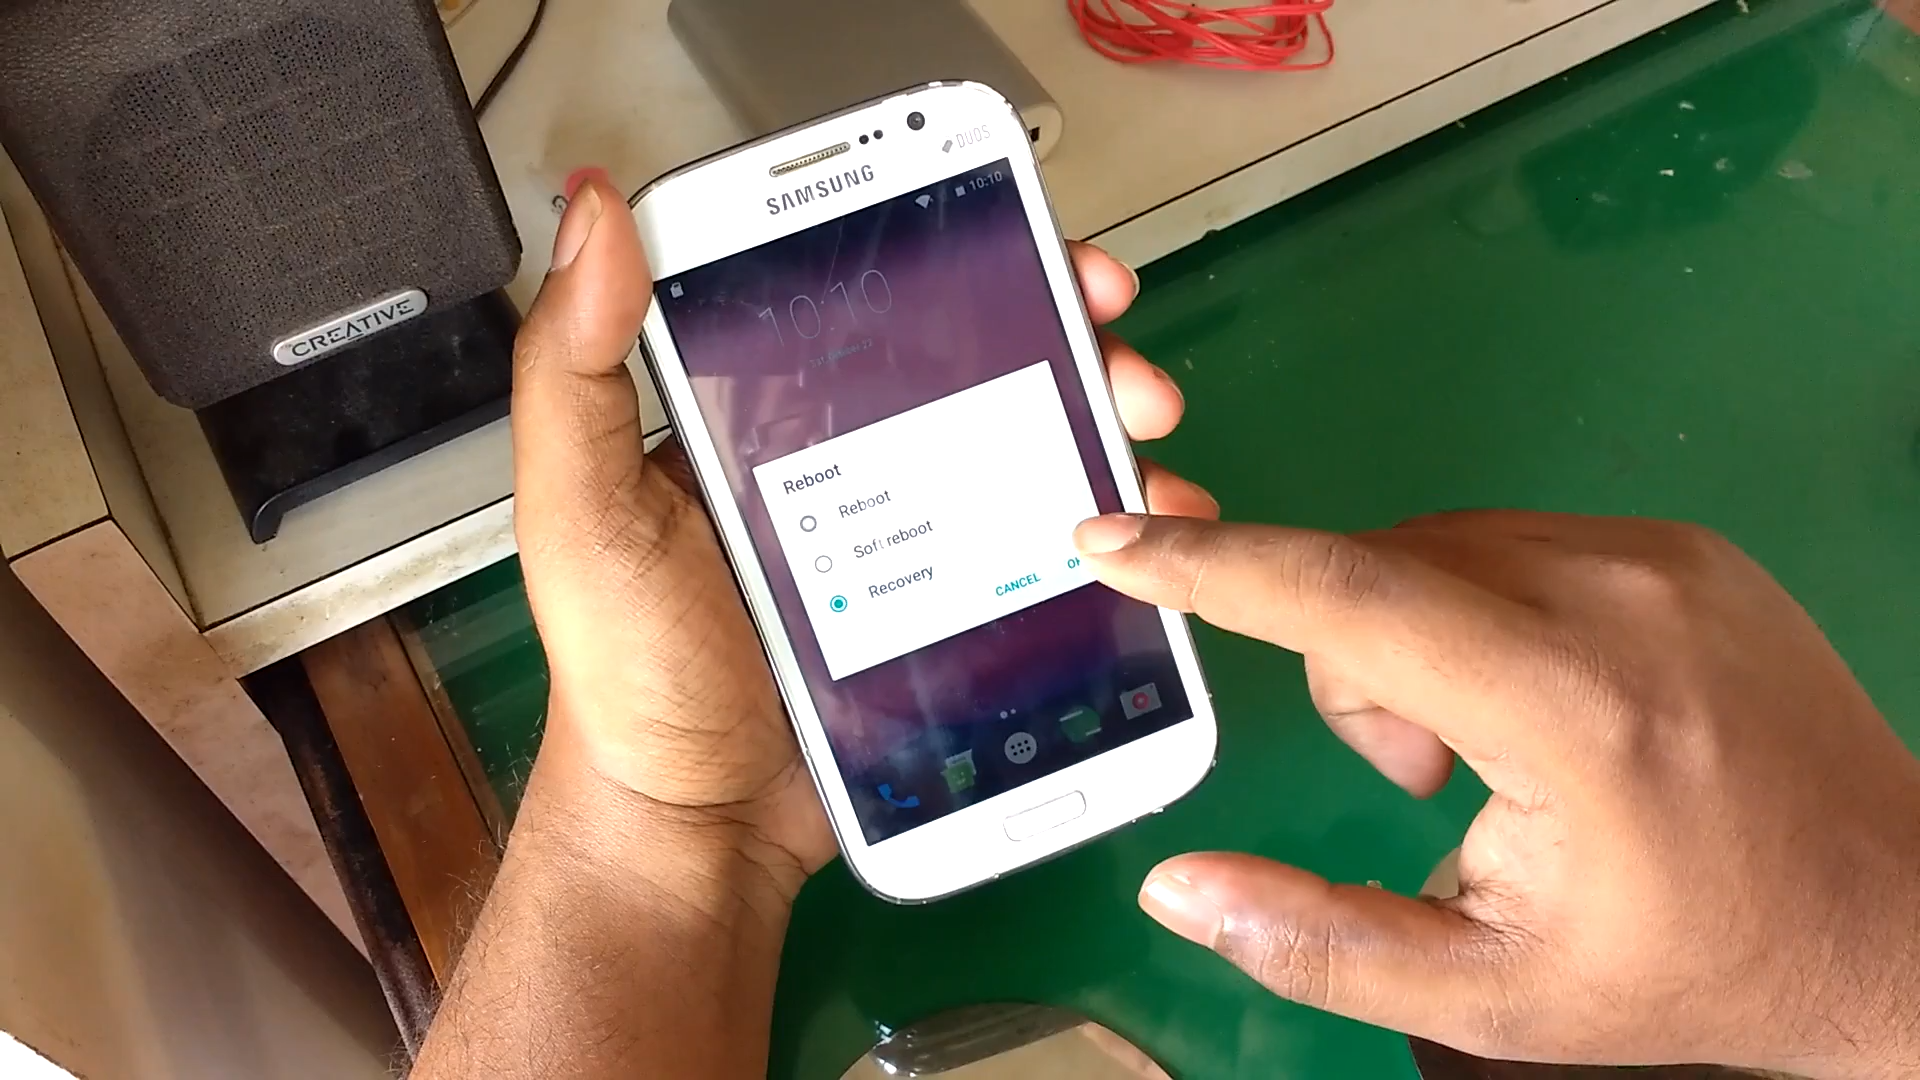 DUOS
SAMSUNG
10:10
10:10
CREATIVE
Reboot
Reboot
Soft reboot
Recovery
CANCEL